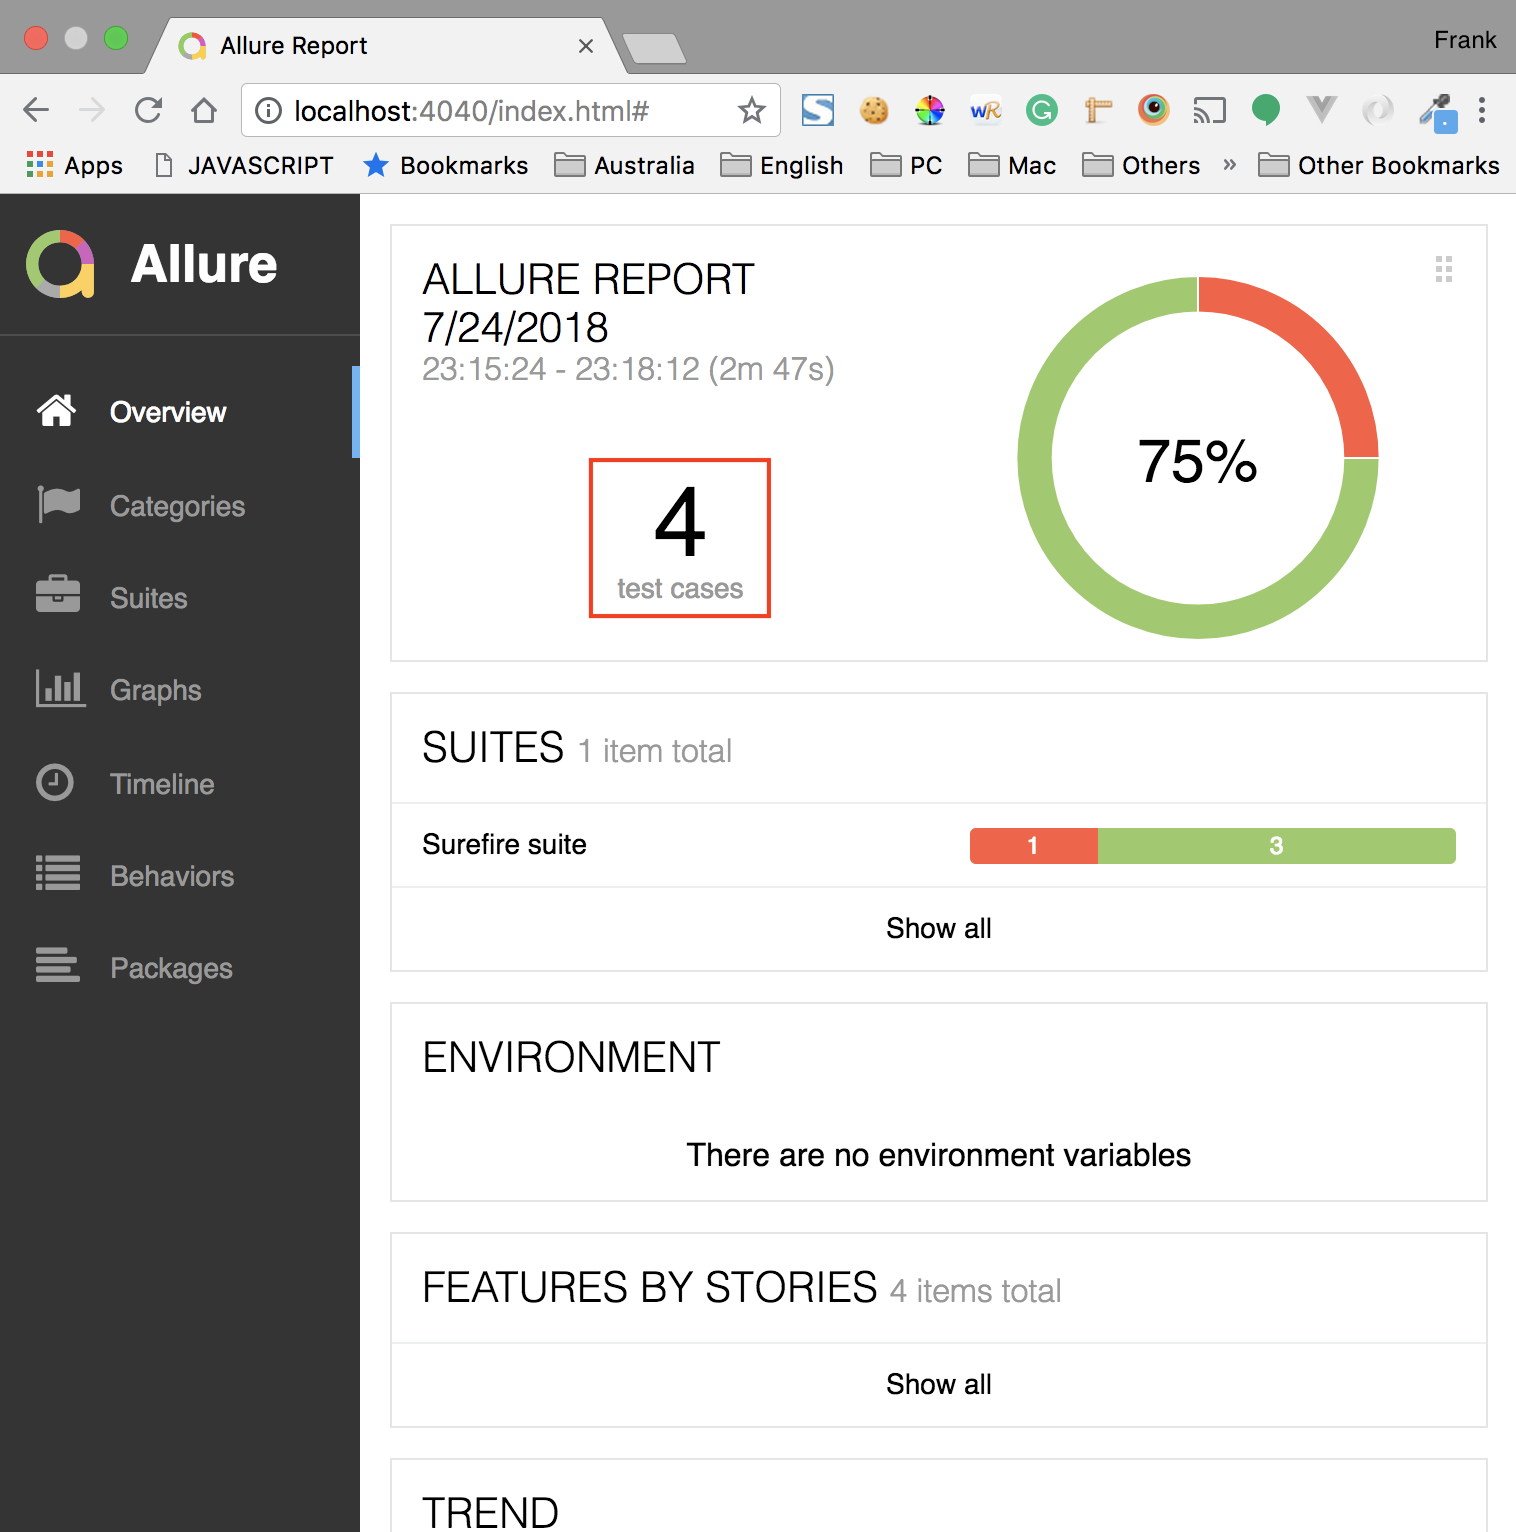 Allure Report
Frank
localhost:4040/index.html#
Apps JAVASCRIPT Bookmarks Australia English PC Mac Others » Other Bookmarks
Allure
Overview
Categories
Suites
Graphs
Timeline
Behaviors
Packages
ALLURE REPORT
7/24/2018
23:15:24 - 23:18:12 (2m 47s)
4
test cases
75%
SUITES 1 item total
Surefire suite 1 3
Show all
ENVIRONMENT
There are no environment variables
FEATURES BY STORIES 4 items total
Show all
TREND